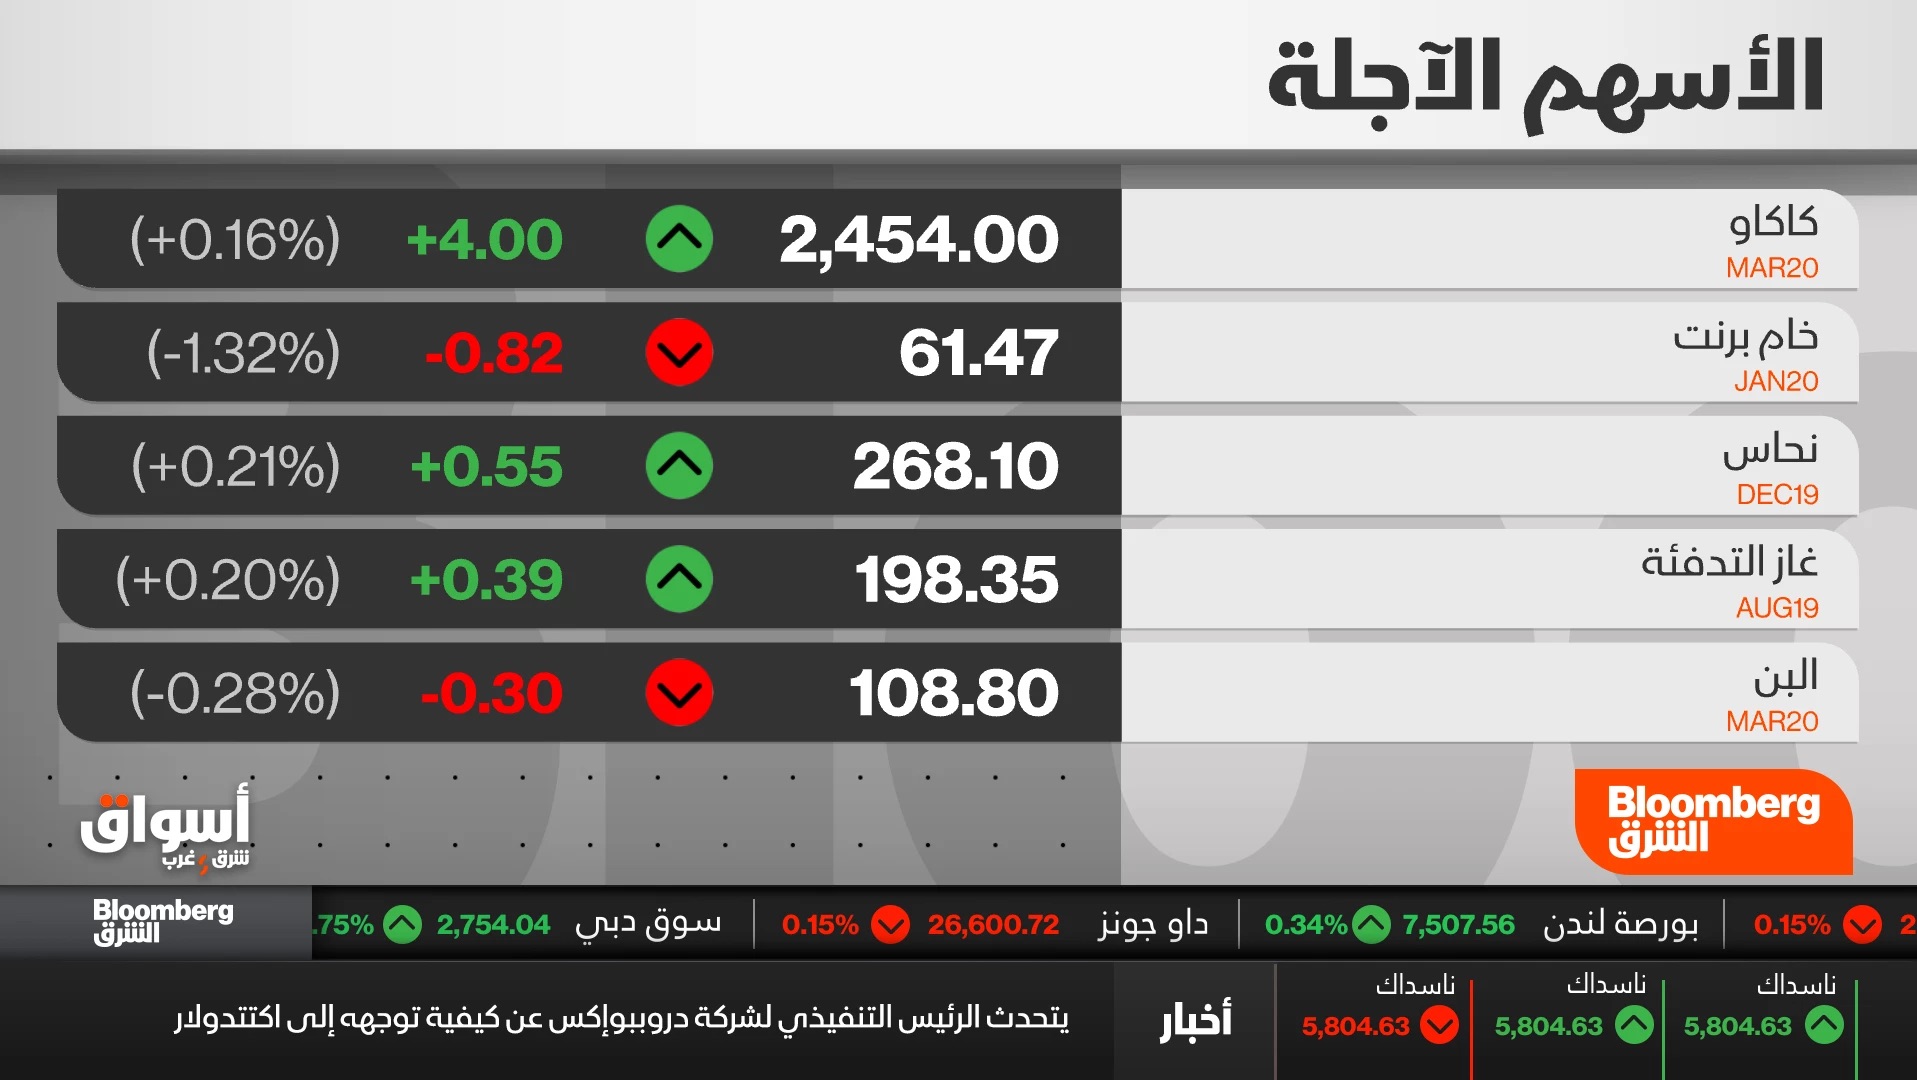 الأسهم الآجلة
كاكاو
MAR20
2,454.00 +4.00 (+0.16%)
خام برنت
JAN20
61.47 -0.82 (-1.32%)
نحاس
DEC19
268.10 +0.55 (+0.21%)
غاز التدفئة
AUG19
198.35 +0.39 (+0.20%)
البن
MAR20
108.80 -0.30 (-0.28%)
Bloomberg
الشرق
أسواق
شرق و غرب
0.15% بورصة لندن 7,507.56 0.34% داو جونز 26,600.72 0.15% سوق دبي 2,754.04 .75%
Bloomberg
الشرق
ناسداك
5,804.63
ناسداك
5,804.63
ناسداك
5,804.63
أخبار
يتحدث الرئيس التنفيذي لشركة دروببوإكس عن كيفية توجهه إلى اكتتدولار